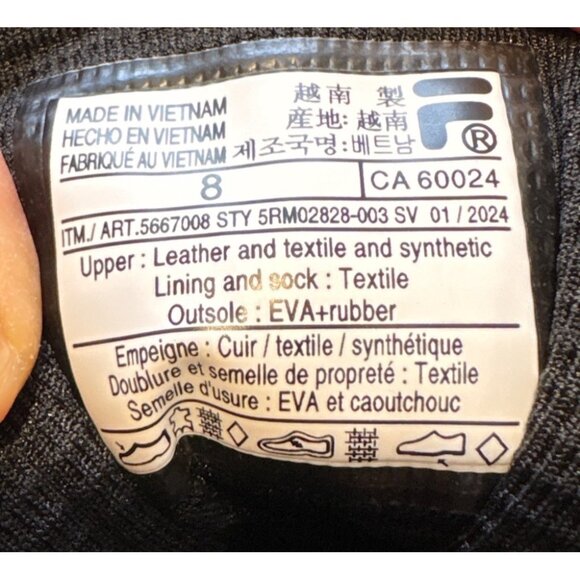 MADE IN VIETNAM
HECHO EN VIETNAM
FABRIQUÉ AU VIETNAM
越南 製
産地: 越南
제조국명:베트남
F®
8
CA 60024
ITM./ ART.5667008 STY 5RM02828-003 SV 01 / 2024
Upper : Leather and textile and synthetic
Lining and sock : Textile
Outsole : EVA+rubber
Empeigne : Cuir / textile / synthétique
Doublure et semelle de propreté : Textile
Semelle d'usure : EVA et caoutchouc